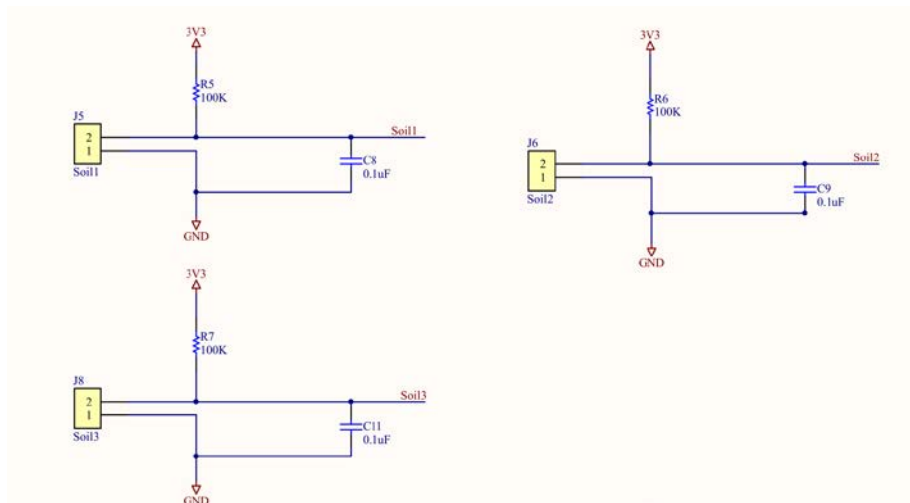 3V3
R5
100K
J5
2
1
Soil1
Soil1
C8
0.1uF
GND
3V3
R6
100K
J6
2
1
Soil2
Soil2
C9
0.1uF
GND
3V3
R7
100K
J8
2
1
Soil3
Soil3
C11
0.1uF
GND